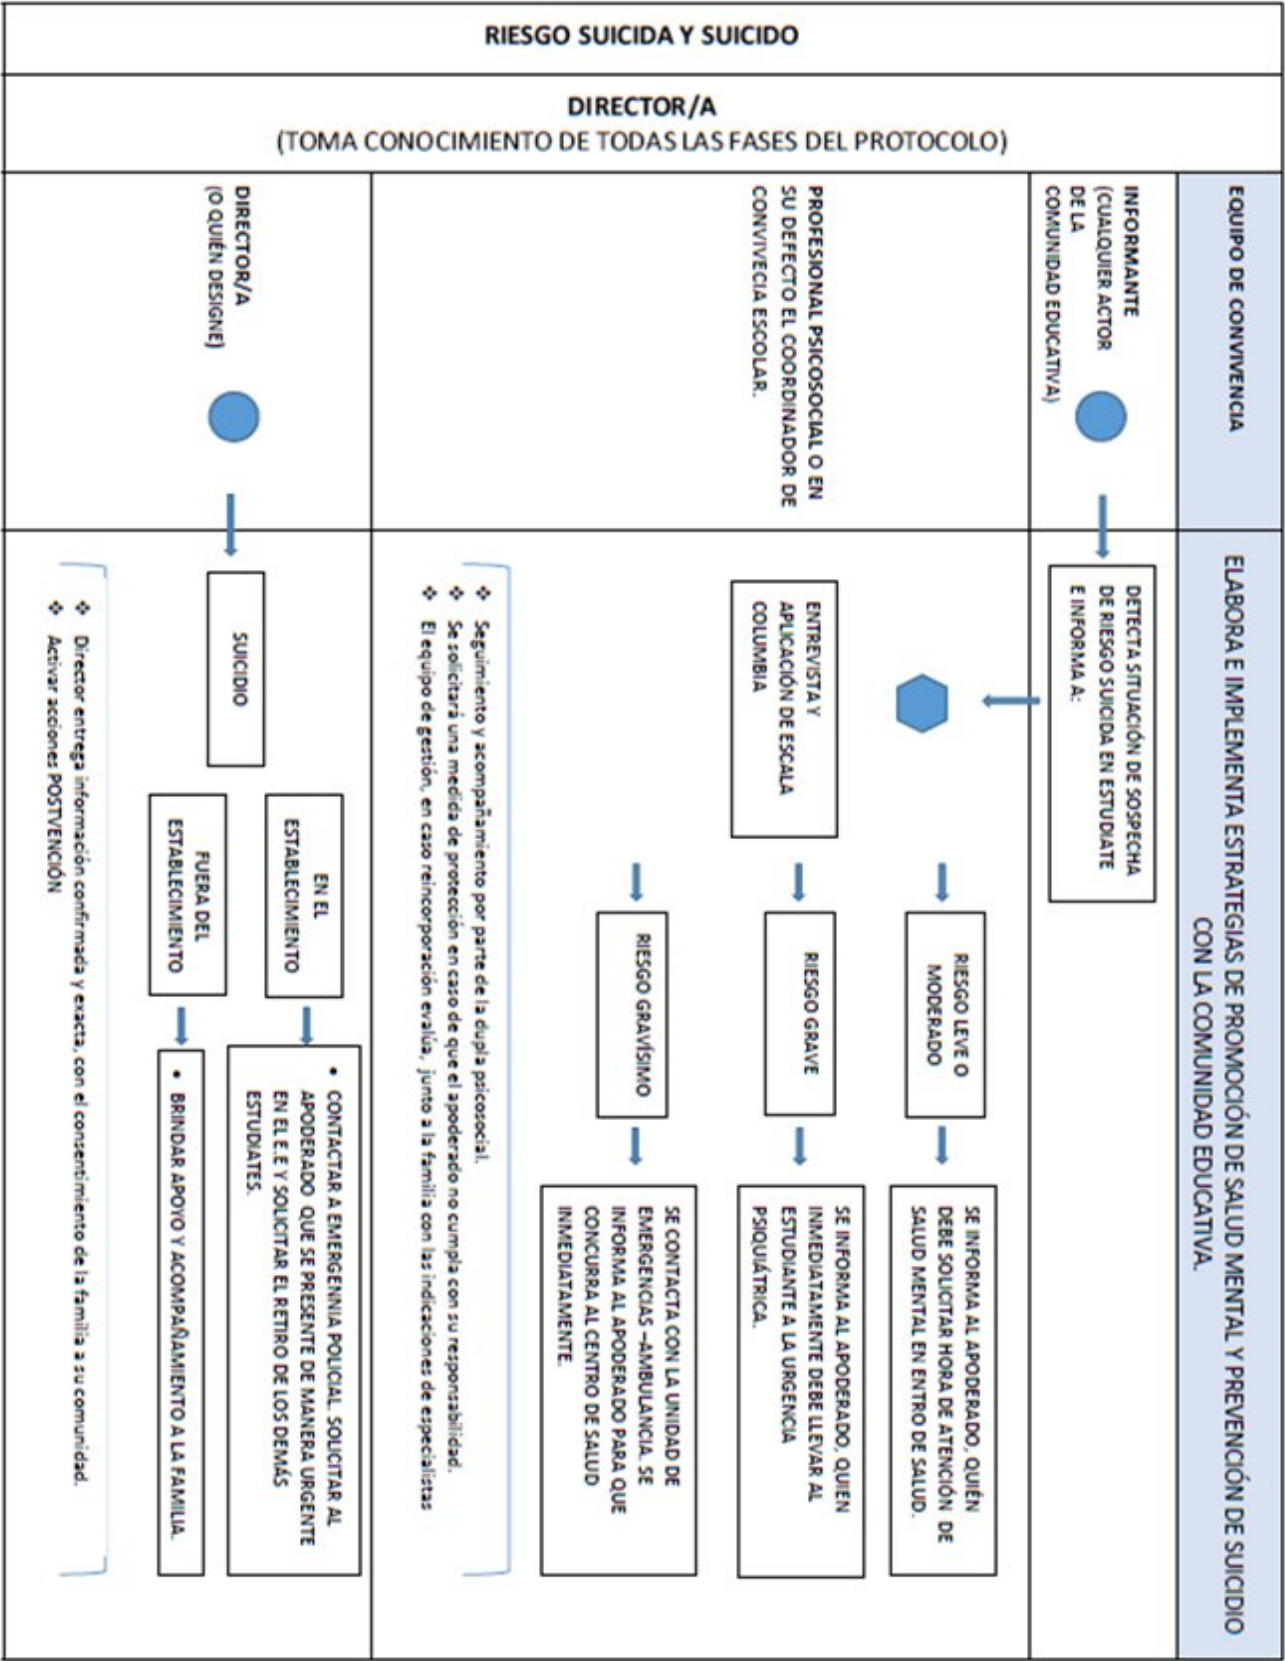 RIESGO SUICIDA Y SUICIDO
DIRECTOR/A
(TOMA CONOCIMIENTO DE TODAS LAS FASES DEL PROTOCOLO)
EQUIPO DE CONVIVENCIA
ELABORA E IMPLEMENTA ESTRATEGIAS DE PROMOCIÓN DE SALUD MENTAL Y PREVENCIÓN DE SUICIDIO
CON LA COMUNIDAD EDUCATIVA.
INFORMANTE
(CUALQUIER ACTOR
DE LA
COMUNIDAD EDUCATIVA)
DETECTA SITUACIÓN DE SOSPECHA
DE RIESGO SUICIDA EN ESTUDIATE
E INFORMA A:
PROFESIONAL PSICOSOCIAL O EN
SU DEFECTO EL COORDINADOR DE
CONVIVECIA ESCOLAR.
ENTREVISTA Y
APLICACIÓN DE ESCALA
COLUMBIA
RIESGO LEVE O
MODERADO
SE INFORMA AL APODERADO, QUIÉN
DEBE SOLICITAR HORA DE ATENCIÓN DE
SALUD MENTAL EN ENTRO DE SALUD.
RIESGO GRAVE
SE INFORMA AL APODERADO, QUIEN
INMEDIATAMENTE DEBE LLEVAR AL
ESTUDIANTE A LA URGENCIA
PSIQUIÁTRICA.
RIESGO GRAVÍSIMO
SE CONTACTA CON LA UNIDAD DE
EMERGENCIAS –AMBULANCIA. SE
INFORMA AL APODERADO PARA QUE
CONCURRA AL CENTRO DE SALUD
INMEDIATAMENTE.
❖ Seguimiento y acompañamiento por parte de la dupla psicosocial.
❖ Se solicitará una medida de protección en caso de que el apoderado no cumpla con su responsabilidad.
❖ El equipo de gestión, en caso reincorporación evalúa, junto a la familia con las indicaciones de especialistas
DIRECTOR/A
(O QUIÉN DESIGNE)
SUICIDIO
EN EL
ESTABLECIMIENTO
• CONTACTAR A EMERGENNIA POLICIAL. SOLICITAR AL
APODERADO QUE SE PRESENTE DE MANERA URGENTE
EN EL E.E Y SOLICITAR EL RETIRO DE LOS DEMÁS
ESTUDIATES.
FUERA DEL
ESTABLECIMIENTO
• BRINDAR APOYO Y ACOMPAÑAMIENTO A LA FAMILIA.
❖ Director entrega información confirmada y exacta, con el consentimiento de la familia a su comunidad.
❖ Activar acciones POSTVENCIÓN